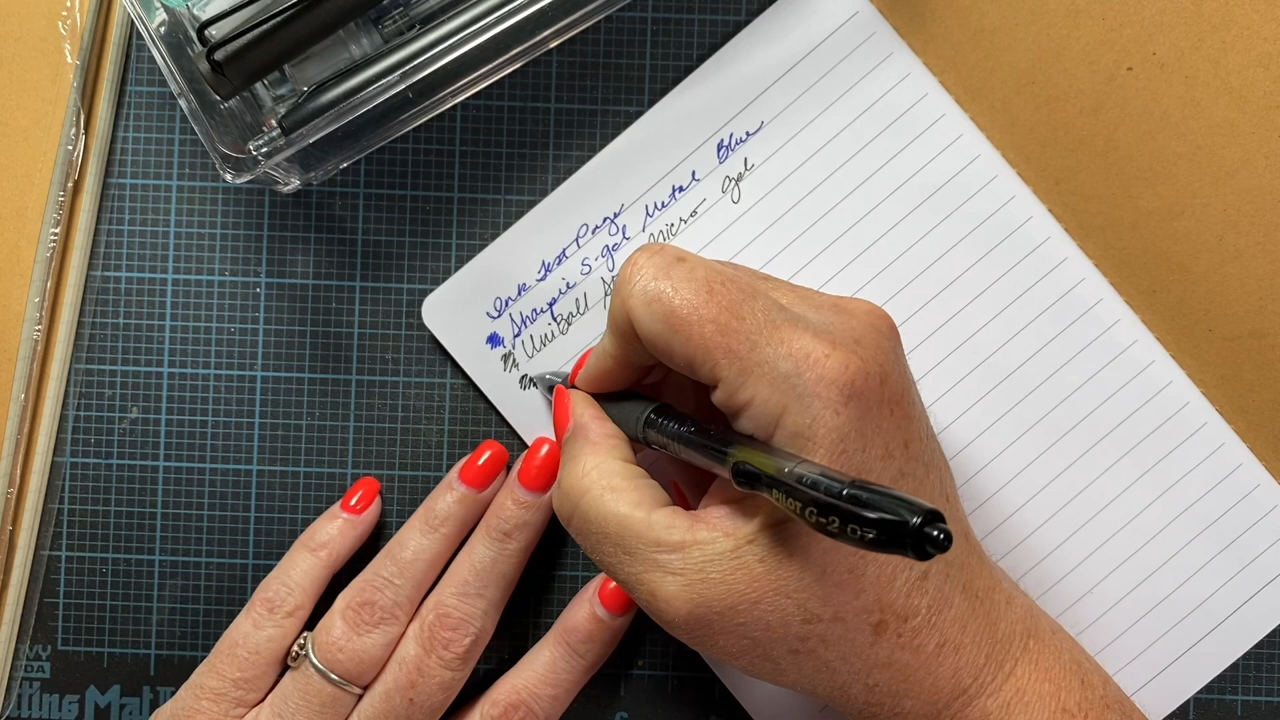 Ink Test Page
Sharpie S-gel Metal Blue
UniBall Micro gel
PILOT G-2 07